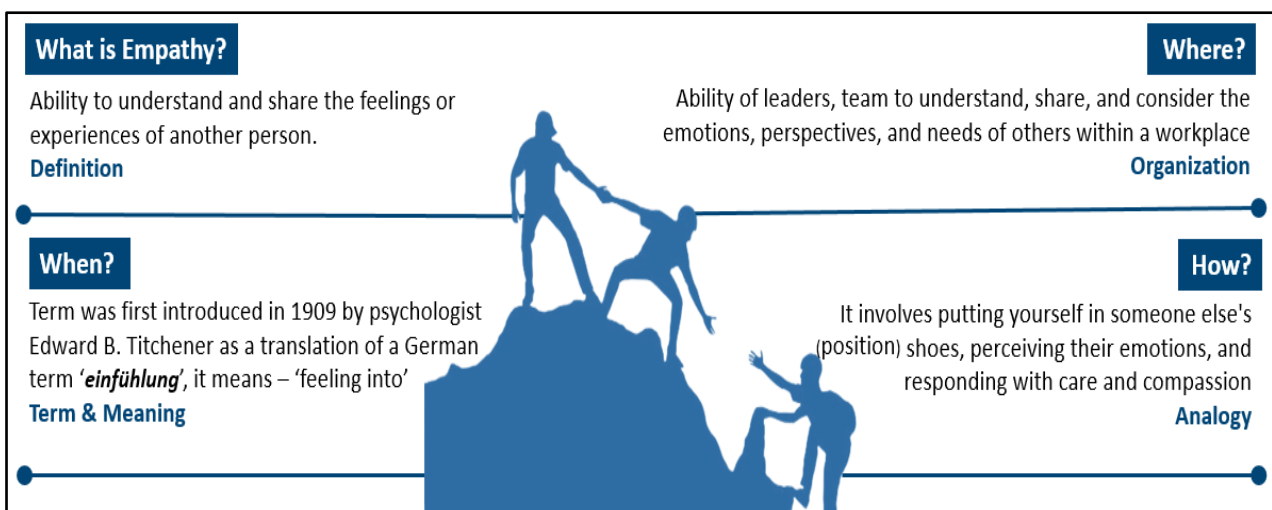 What is Empathy?
Ability to understand and share the feelings or
experiences of another person.
Definition
Where?
Ability of leaders, team to understand, share, and consider the
emotions, perspectives, and needs of others within a workplace
Organization
When?
Term was first introduced in 1909 by psychologist
Edward B. Titchener as a translation of a German
term ‘einfühlung’, it means – ‘feeling into’
Term & Meaning
How?
It involves putting yourself in someone else's
(position) shoes, perceiving their emotions, and
responding with care and compassion
Analogy